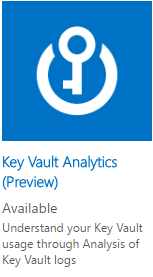 Key Vault Analytics
(Preview)
Available
Understand your Key Vault
usage through Analysis of
Key Vault logs